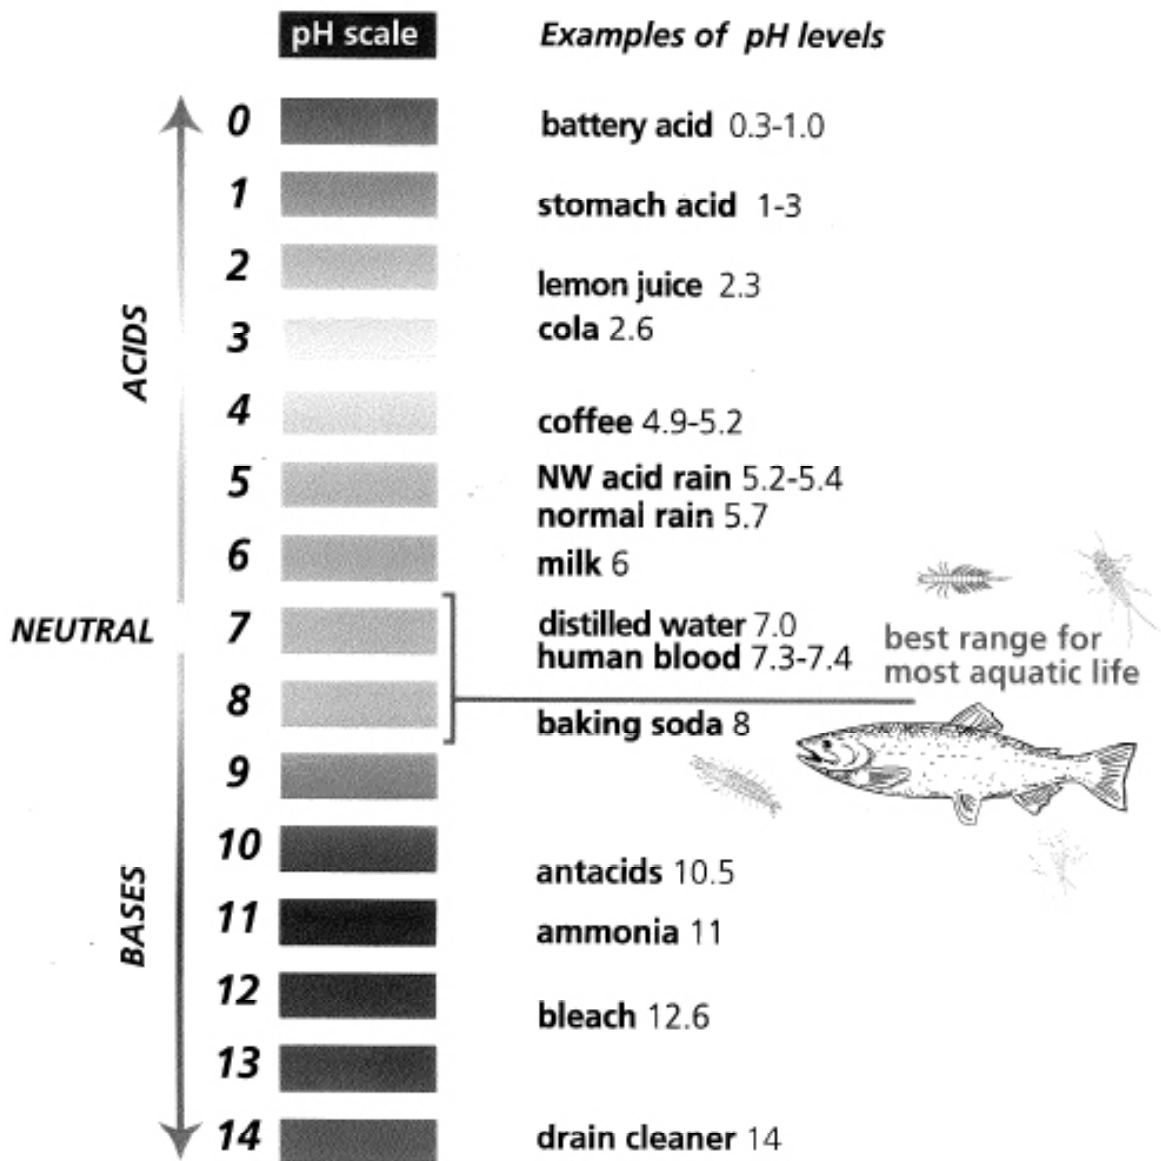 pH scale
Examples of pH levels
0
battery acid 0.3-1.0
1
stomach acid 1-3
2
lemon juice 2.3
3
cola 2.6
ACIDS
4
coffee 4.9-5.2
5
NW acid rain 5.2-5.4
normal rain 5.7
6
milk 6
NEUTRAL
7
distilled water 7.0
human blood 7.3-7.4
best range for
most aquatic life
8
baking soda 8
9
10
antacids 10.5
BASES
11
ammonia 11
12
bleach 12.6
13
14
drain cleaner 14